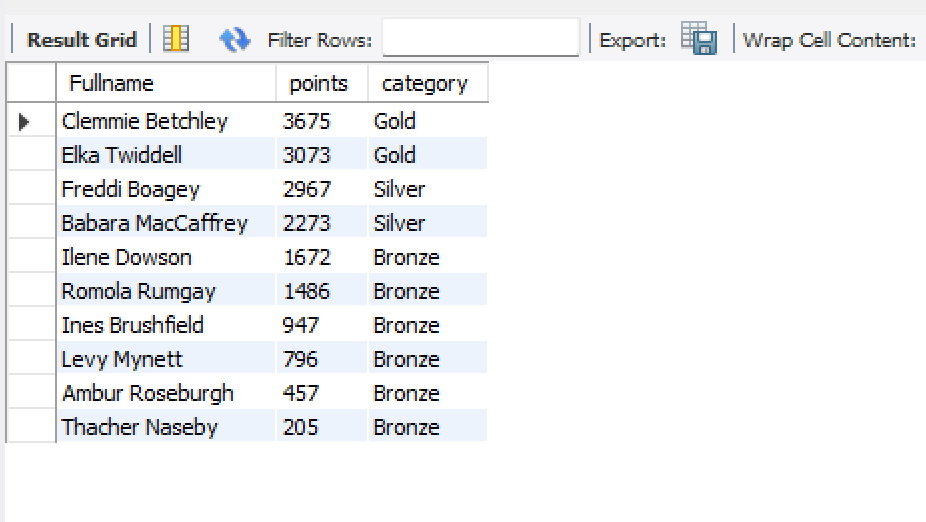 Result Grid Filter Rows: Export: Wrap Cell Content:
Fullname points category
Clemmie Betchley 3675 Gold
Elka Twiddell 3073 Gold
Freddi Boagey 2967 Silver
Babara MacCaffrey 2273 Silver
Ilene Dowson 1672 Bronze
Romola Rumgay 1486 Bronze
Ines Brushfield 947 Bronze
Levy Mynett 796 Bronze
Ambur Roseburgh 457 Bronze
Thacher Naseby 205 Bronze